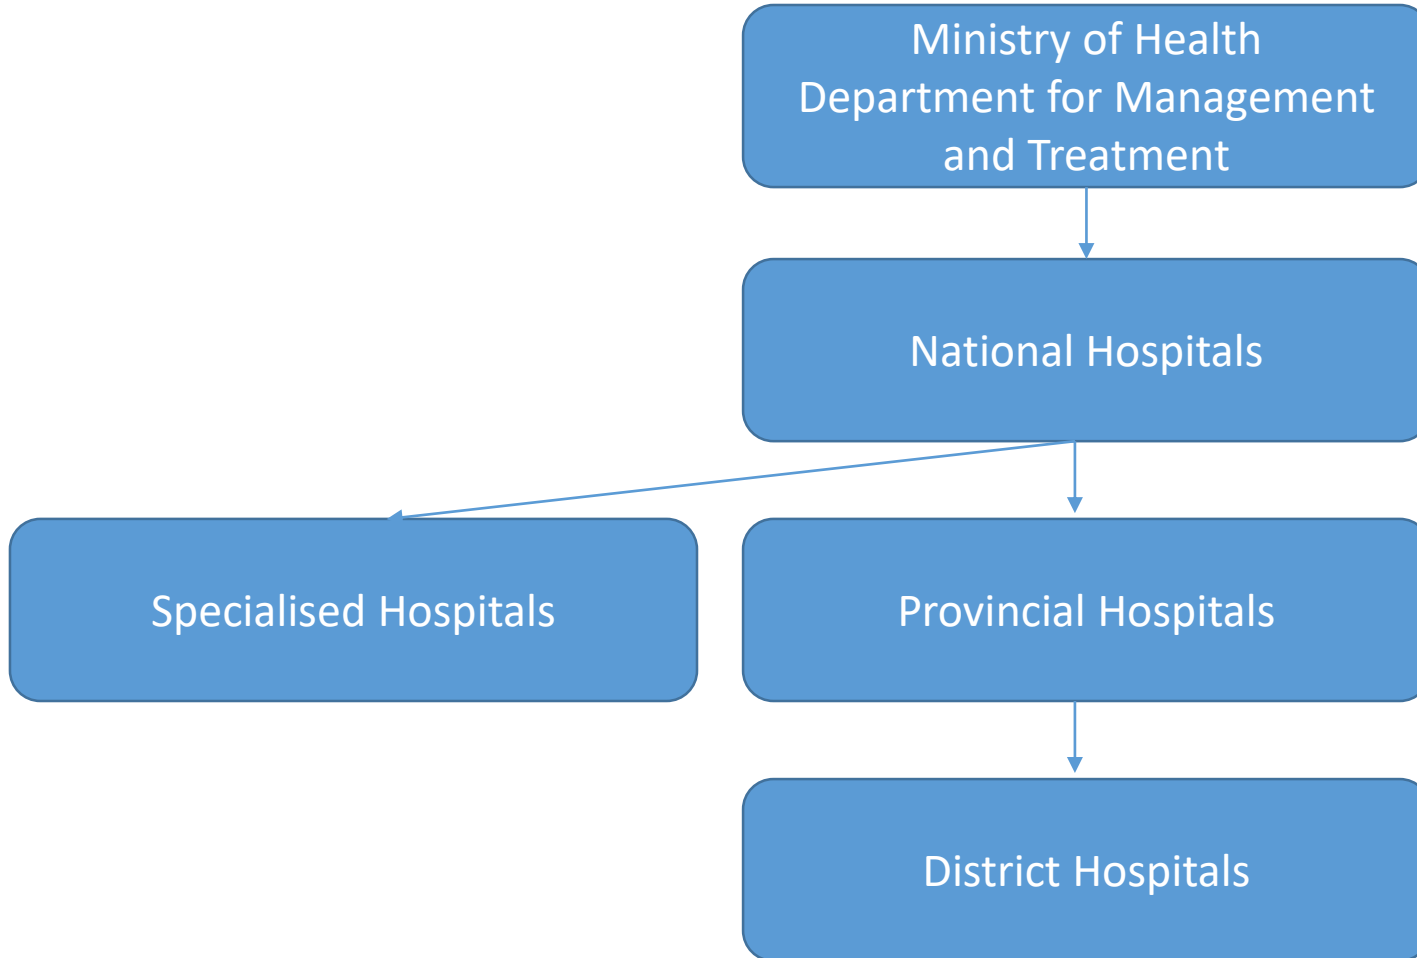 Ministry of Health
Department for Management
and Treatment
National Hospitals
Specialised Hospitals
Provincial Hospitals
District Hospitals